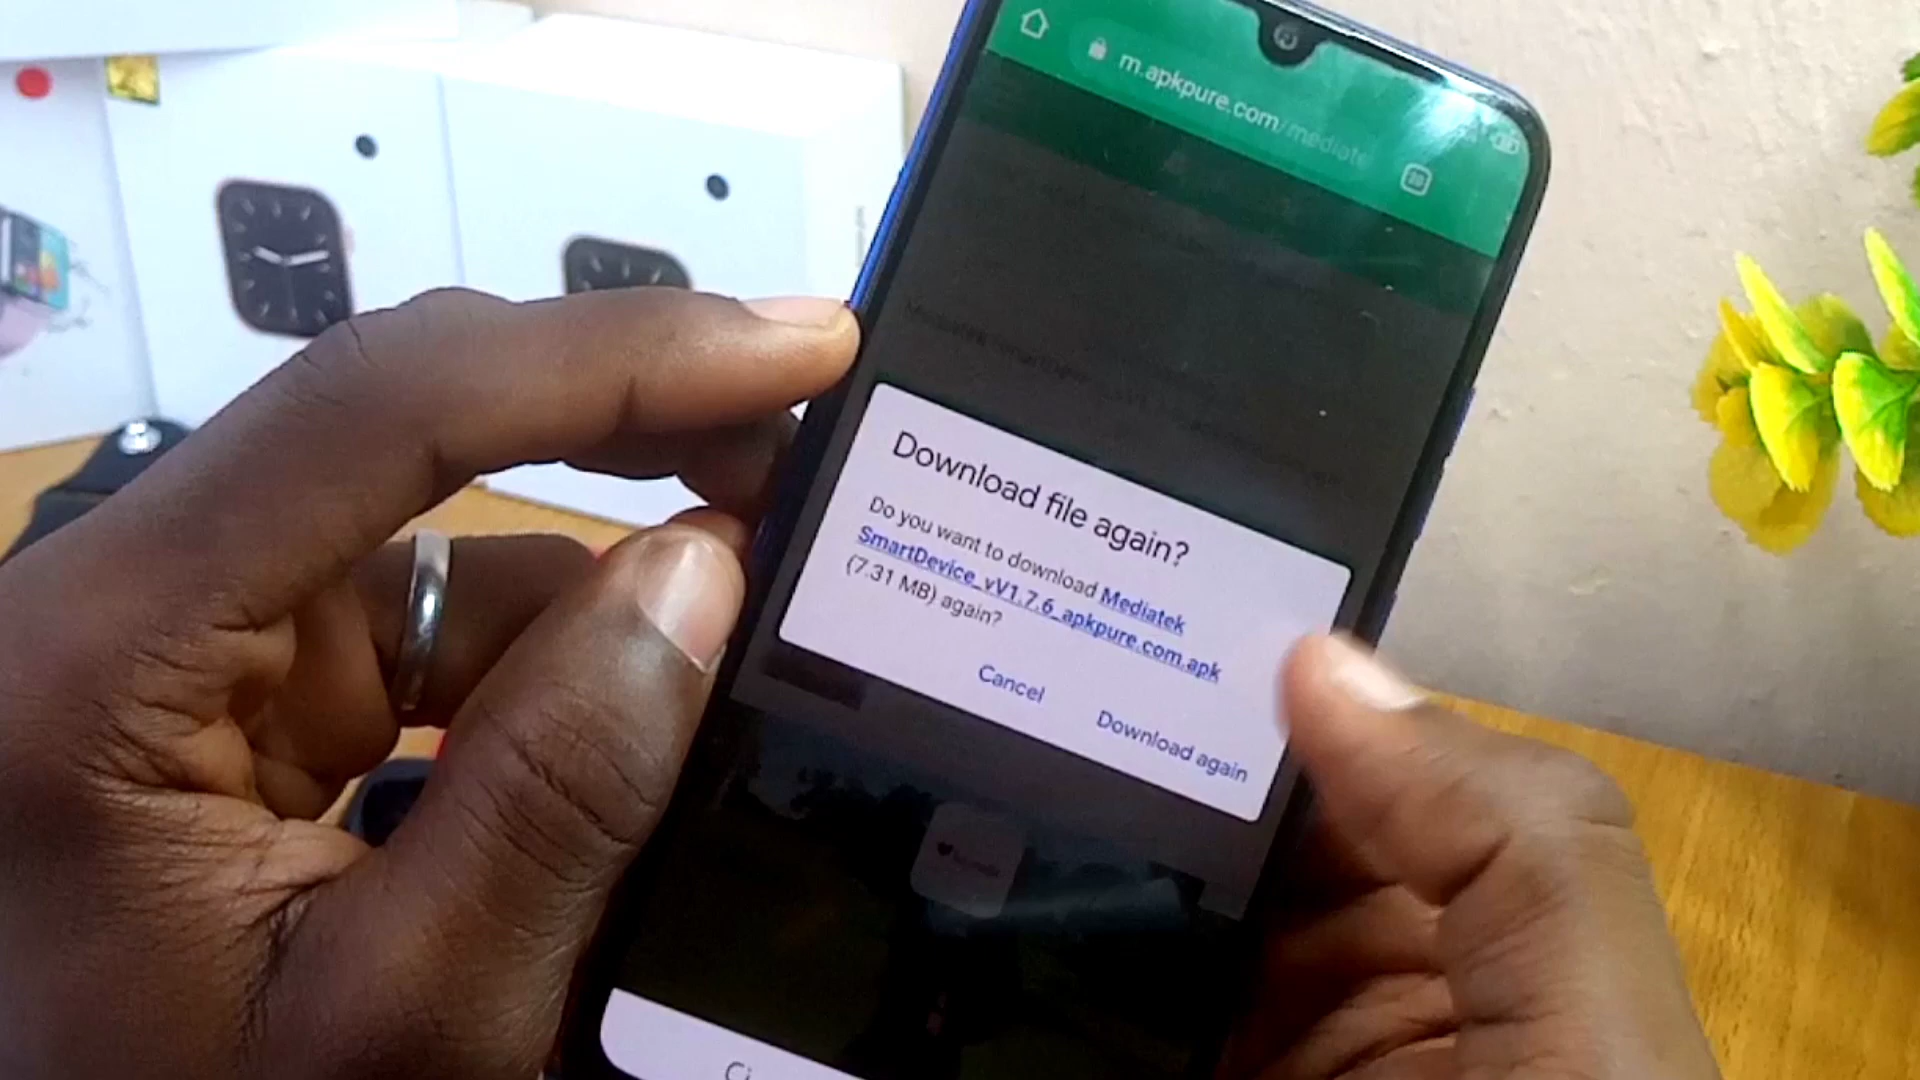 m.apkpure.com/mediate
20
Download file again?
Do you want to download Mediatek
SmartDevice_vV1.7.6_apkpure.com.apk
(7.31 MB) again?
Cancel
Download again